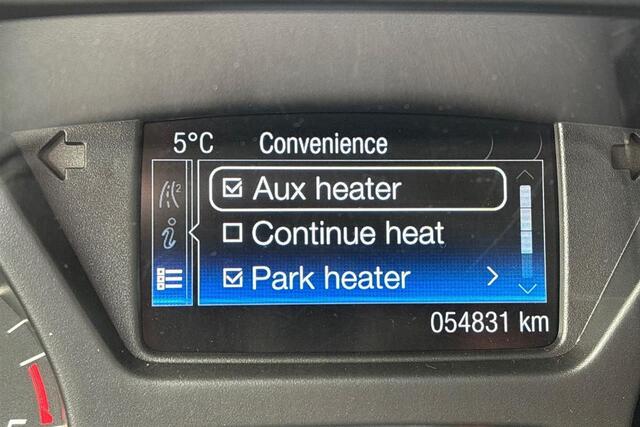 5°C Convenience
Aux heater
Continue heat
Park heater
054831 km